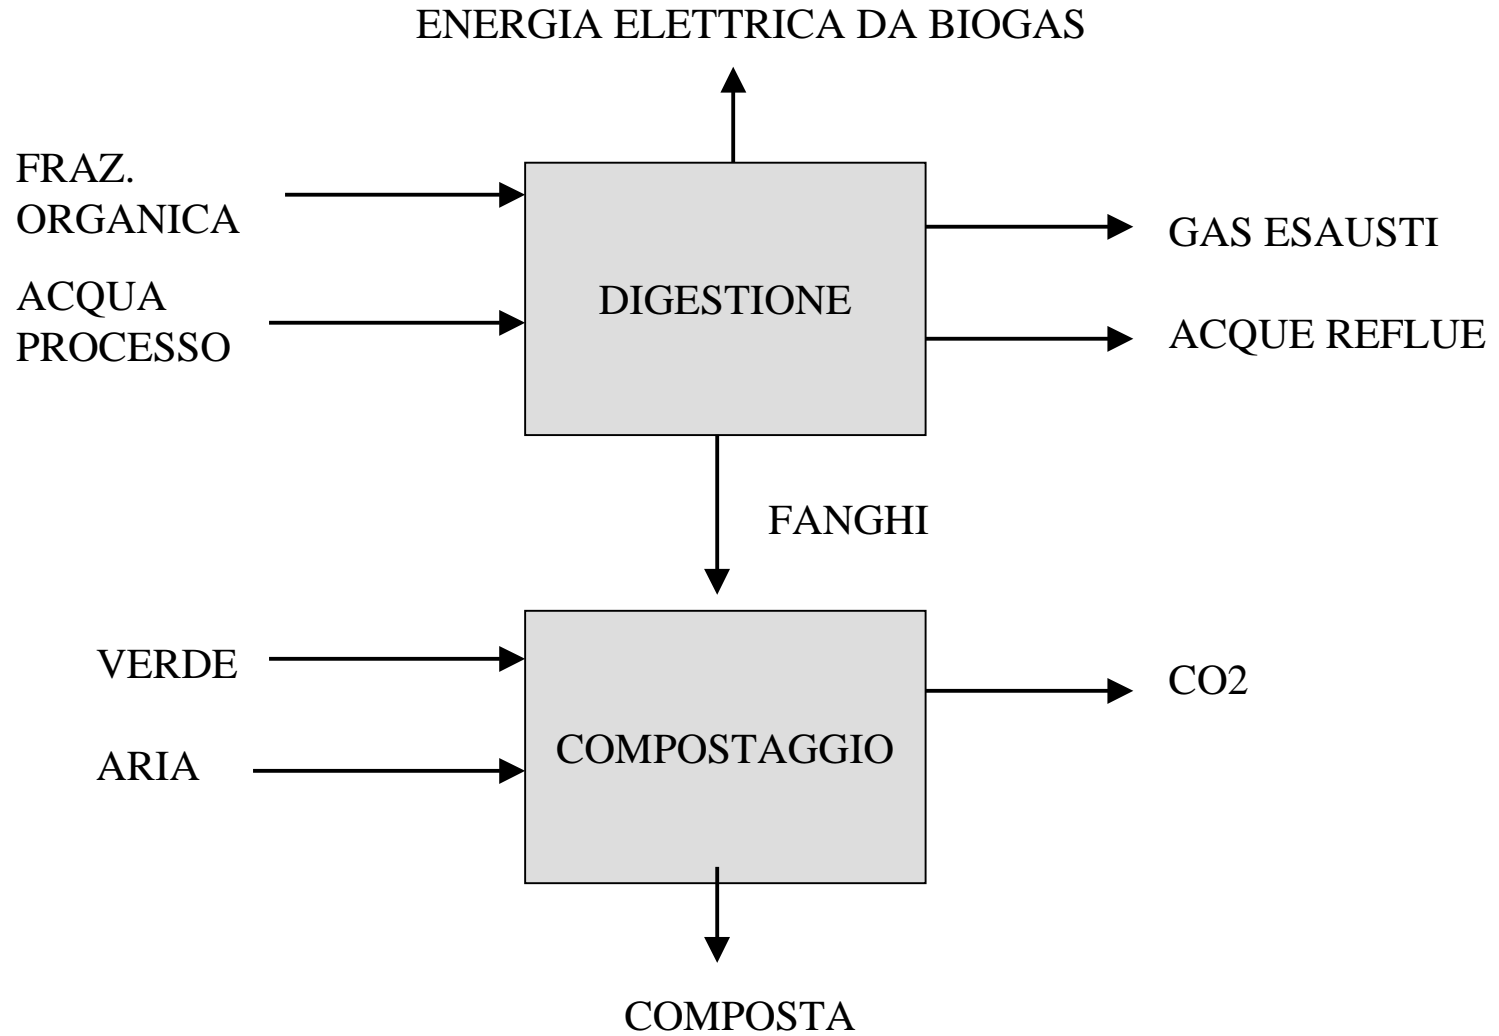 ENERGIA ELETTRICA DA BIOGAS
FRAZ.
ORGANICA
GAS ESAUSTI
ACQUA
PROCESSO
DIGESTIONE
ACQUE REFLUE
FANGHI
VERDE
CO2
COMPOSTAGGIO
ARIA
COMPOSTA